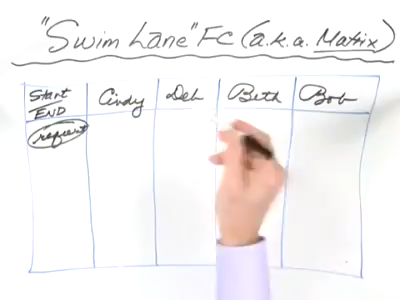 "Swim Lane" FC (a.k.a. Matrix)
Start END Cindy Deb Beth Bob
request